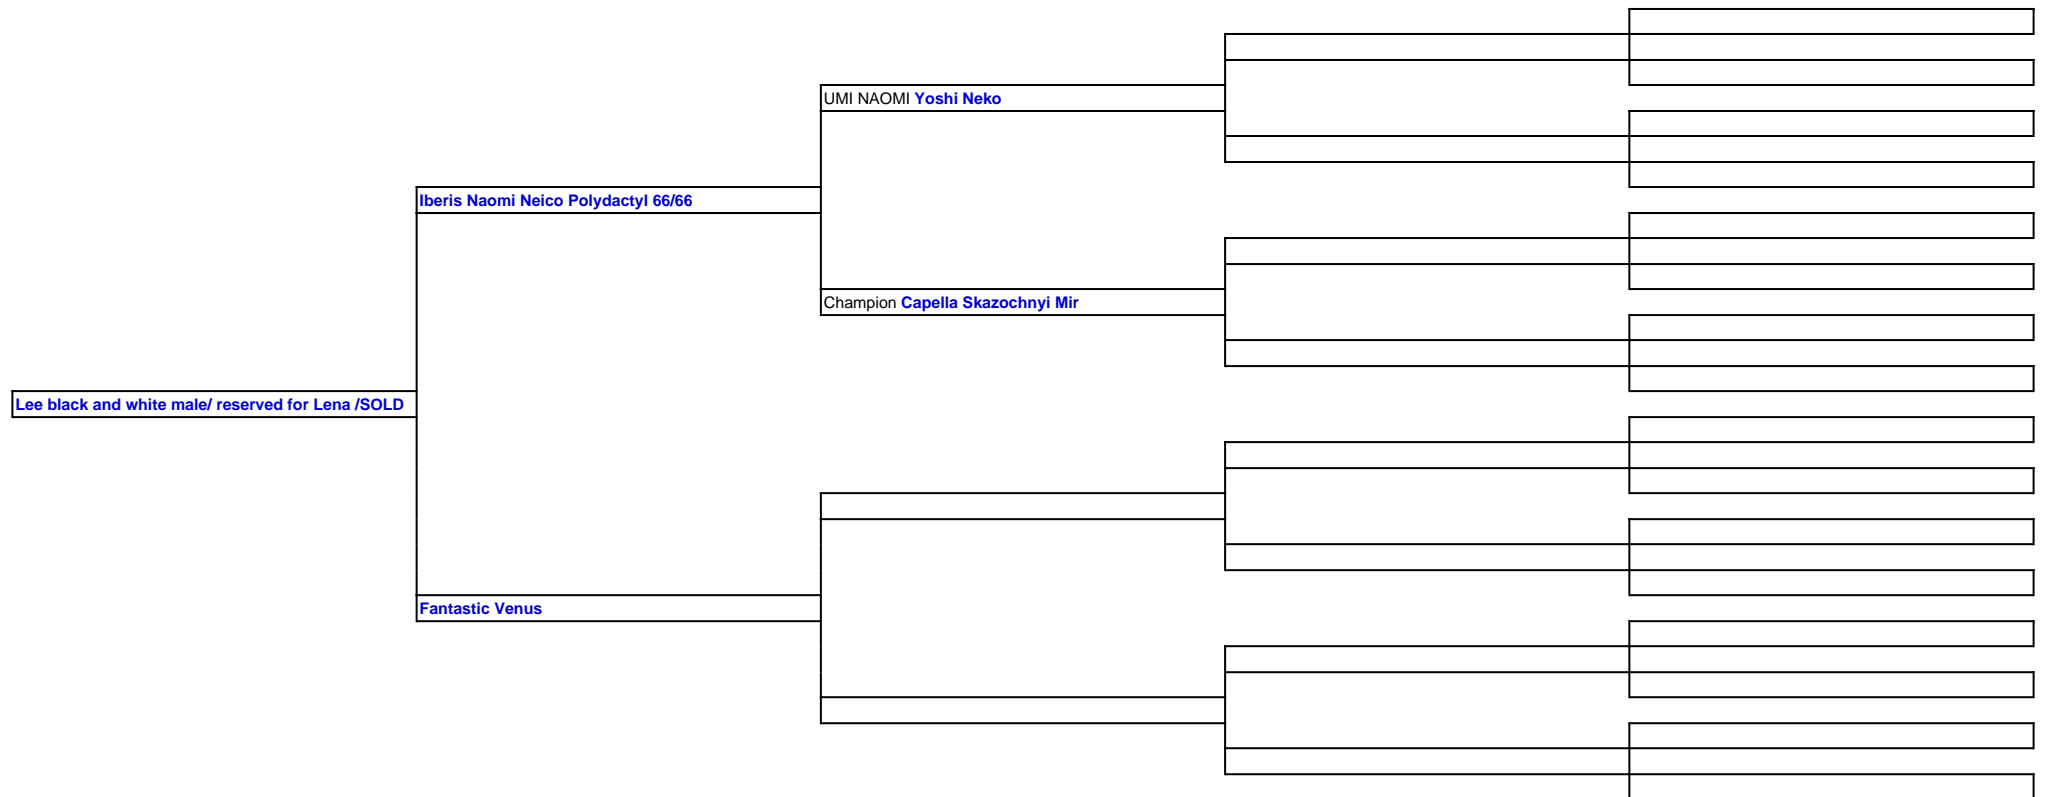 UMI NAOMI Yoshi Neko
Iberis Naomi Neico Polydactyl 66/66
Champion Capella Skazochnyi Mir
Lee black and white male/ reserved for Lena /SOLD
Fantastic Venus